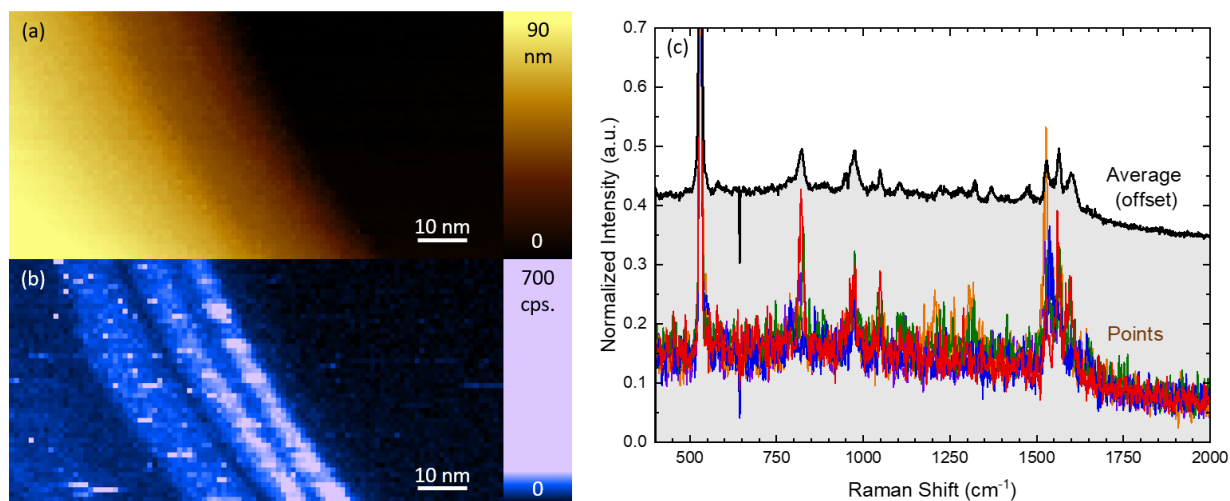 (a)
90
nm
10 nm
0
(b)
700
cps.
10 nm
0
(c)
0.7
0.6
0.5
0.4
0.3
0.2
0.1
0.0
Normalized Intensity (a.u.)
Average
(offset)
Points
500 750 1000 1250 1500 1750 2000
Raman Shift (cm⁻¹)